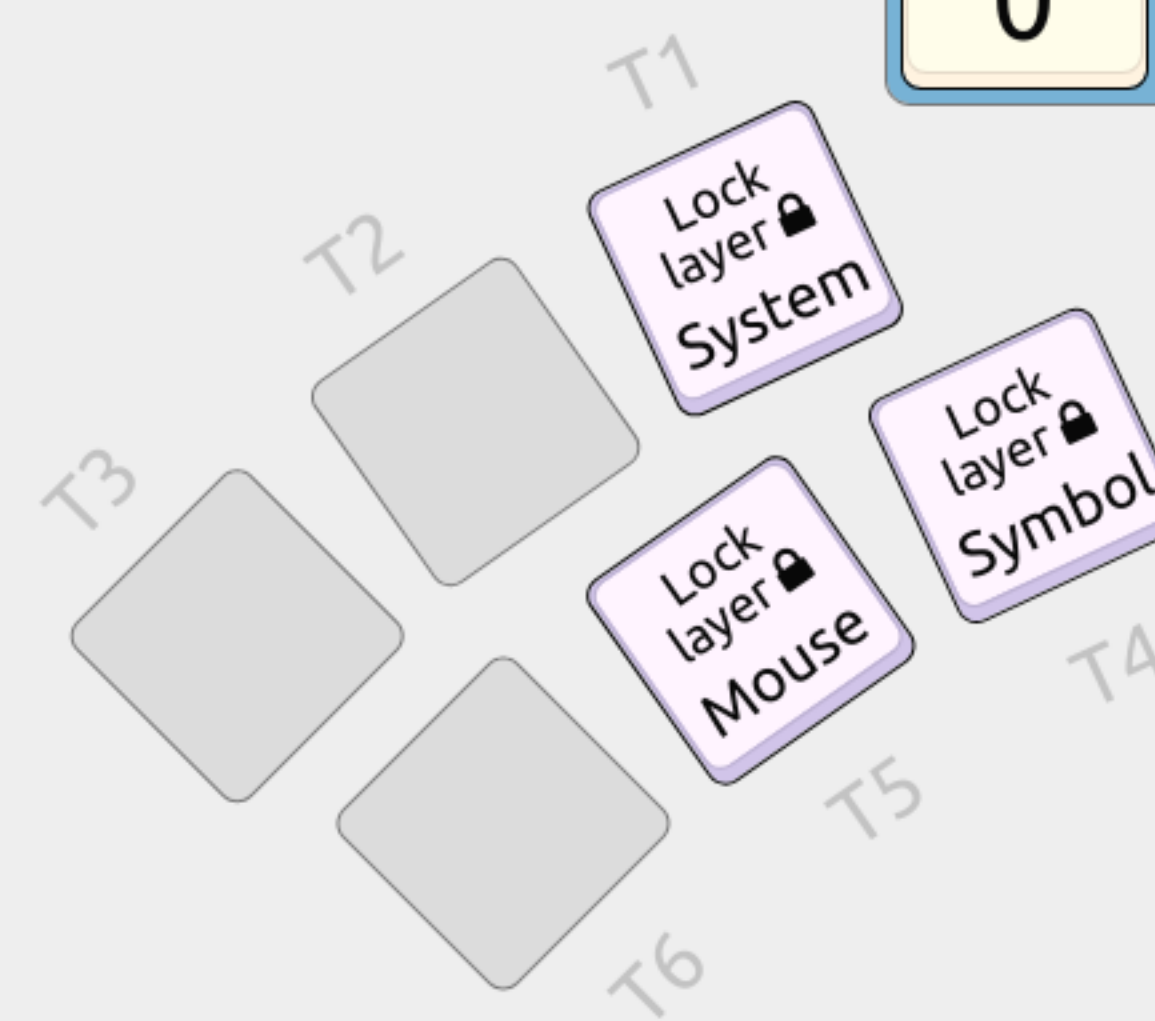 0
T1
Lock
layer
System
T2
Lock
layer
Symbol
T3
Lock
layer
Mouse
T4
T5
T6